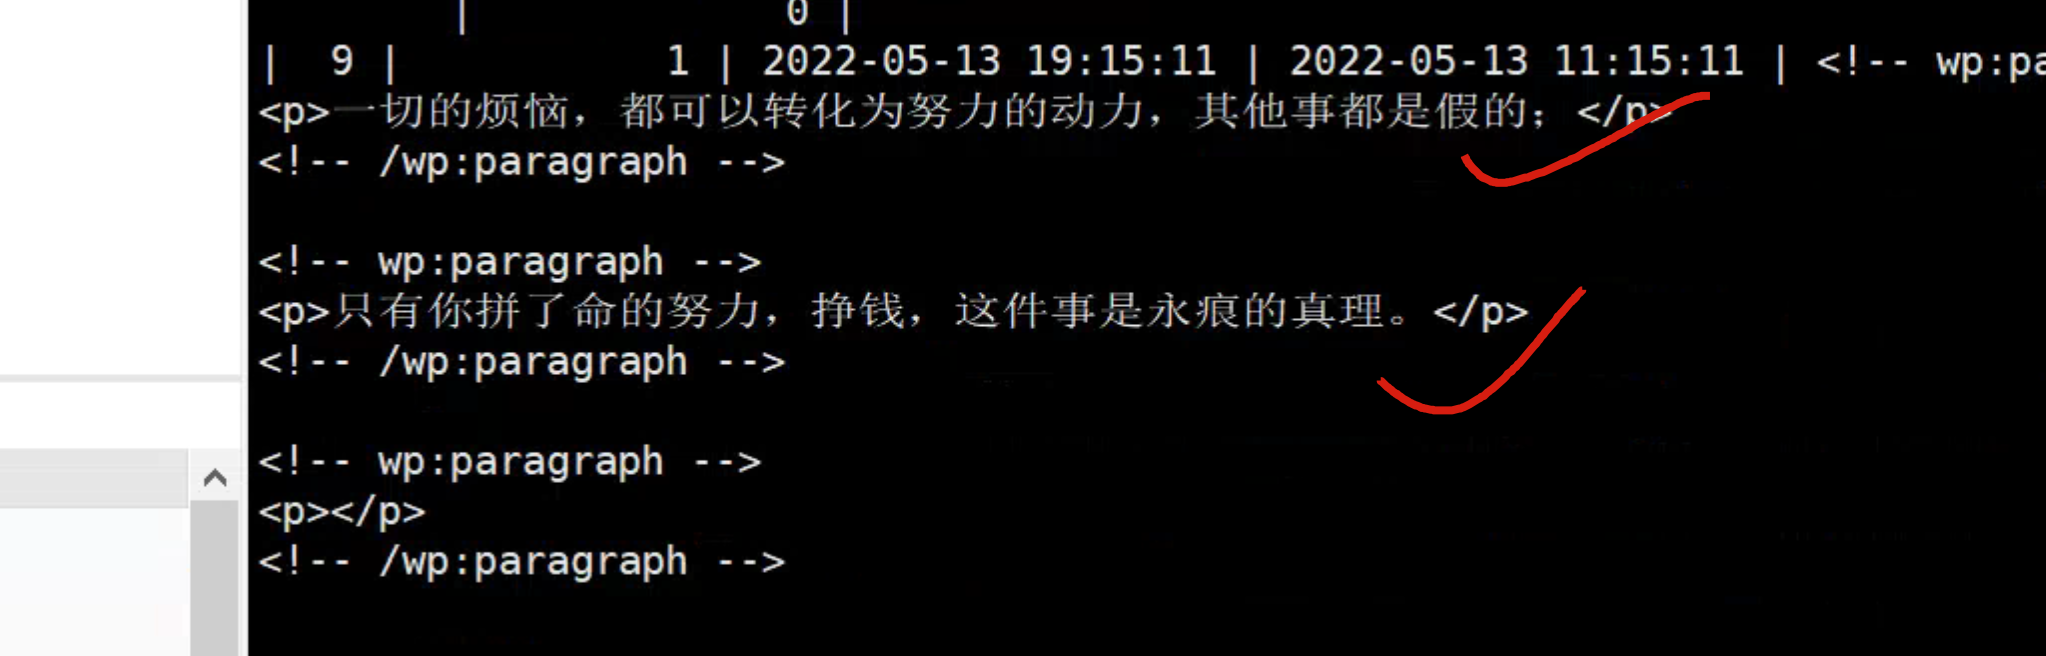 | 0 |
| 9 | 1 | 2022-05-13 19:15:11 | 2022-05-13 11:15:11 | <!-- wp:pa
<p>一切的烦恼，都可以转化为努力的动力，其他事都是假的；</p>
<!-- /wp:paragraph -->
<!-- wp:paragraph -->
<p>只有你拼了命的努力，挣钱，这件事是永痕的真理。</p>
<!-- /wp:paragraph -->
<!-- wp:paragraph -->
<p></p>
<!-- /wp:paragraph -->